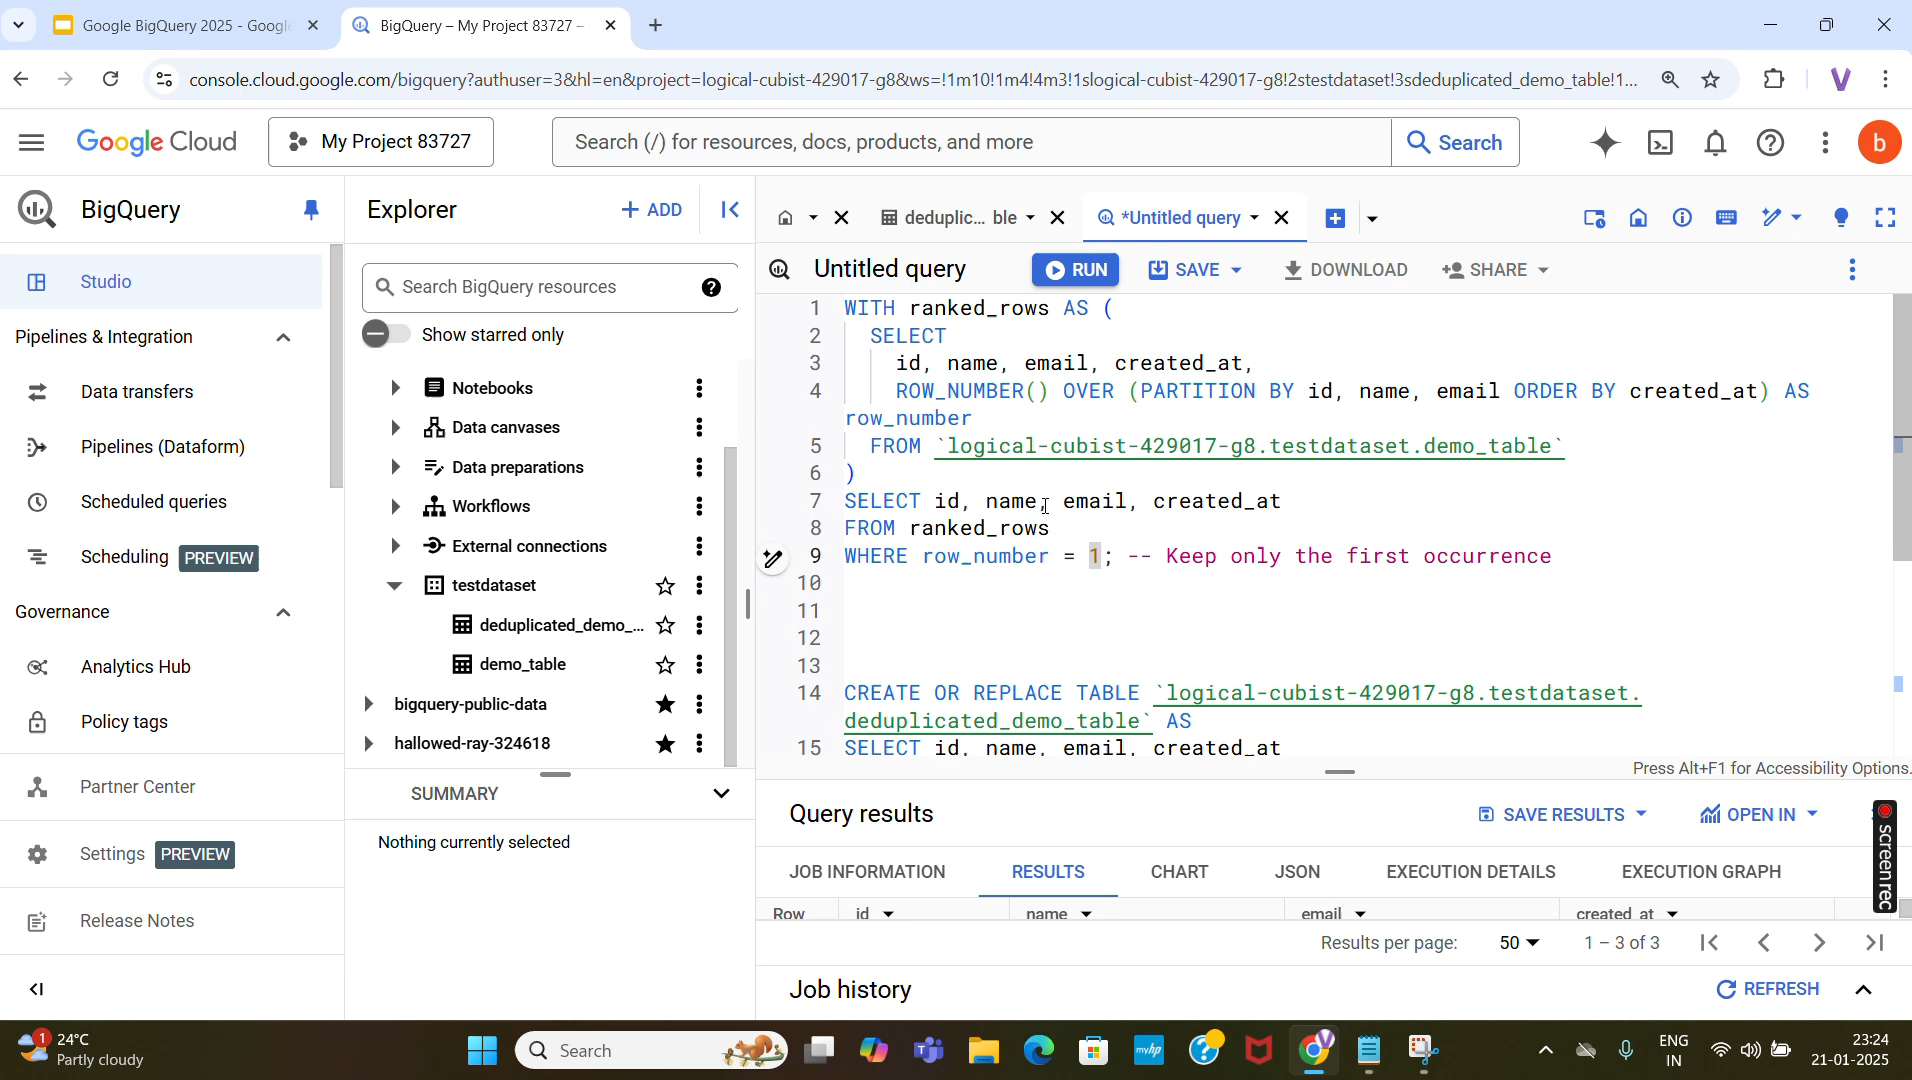 Google BigQuery 2025 - Googl
BigQuery – My Project 83727 –
console.cloud.google.com/bigquery?authuser=3&hl=en&project=logical-cubist-429017-g8&ws=!1m10!1m4!4m3!1slogical-cubist-429017-g8!2stestdataset!3sdeduplicated_demo_table!1...
Google Cloud
My Project 83727
Search (/) for resources, docs, products, and more
Search
b
BigQuery
Studio
Pipelines & Integration
Data transfers
Pipelines (Dataform)
Scheduled queries
Scheduling PREVIEW
Governance
Analytics Hub
Policy tags
Partner Center
Settings PREVIEW
Release Notes
Explorer
+ ADD
Search BigQuery resources
Show starred only
Notebooks
Data canvases
Data preparations
Workflows
External connections
testdataset
deduplicated_demo_...
demo_table
bigquery-public-data
hallowed-ray-324618
SUMMARY
Nothing currently selected
deduplic... ble
*Untitled query
Untitled query
RUN
SAVE
DOWNLOAD
SHARE
1 WITH ranked_rows AS (
2 SELECT
3 id, name, email, created_at,
4 ROW_NUMBER() OVER (PARTITION BY id, name, email ORDER BY created_at) AS
row_number
5 FROM `logical-cubist-429017-g8.testdataset.demo_table`
6 )
7 SELECT id, name, email, created_at
8 FROM ranked_rows
9 WHERE row_number = 1; -- Keep only the first occurrence
10
11
12
13
14 CREATE OR REPLACE TABLE `logical-cubist-429017-g8.testdataset.
deduplicated_demo_table` AS
15 SELECT id, name, email, created_at
Press Alt+F1 for Accessibility Options.
Query results
SAVE RESULTS
OPEN IN
JOB INFORMATION
RESULTS
CHART
JSON
EXECUTION DETAILS
EXECUTION GRAPH
Row id name email created_at
Results per page: 50 1 – 3 of 3
Job history
REFRESH
screenrec
1
24°C
Partly cloudy
Search
myhp
ENG
IN
23:24
21-01-2025